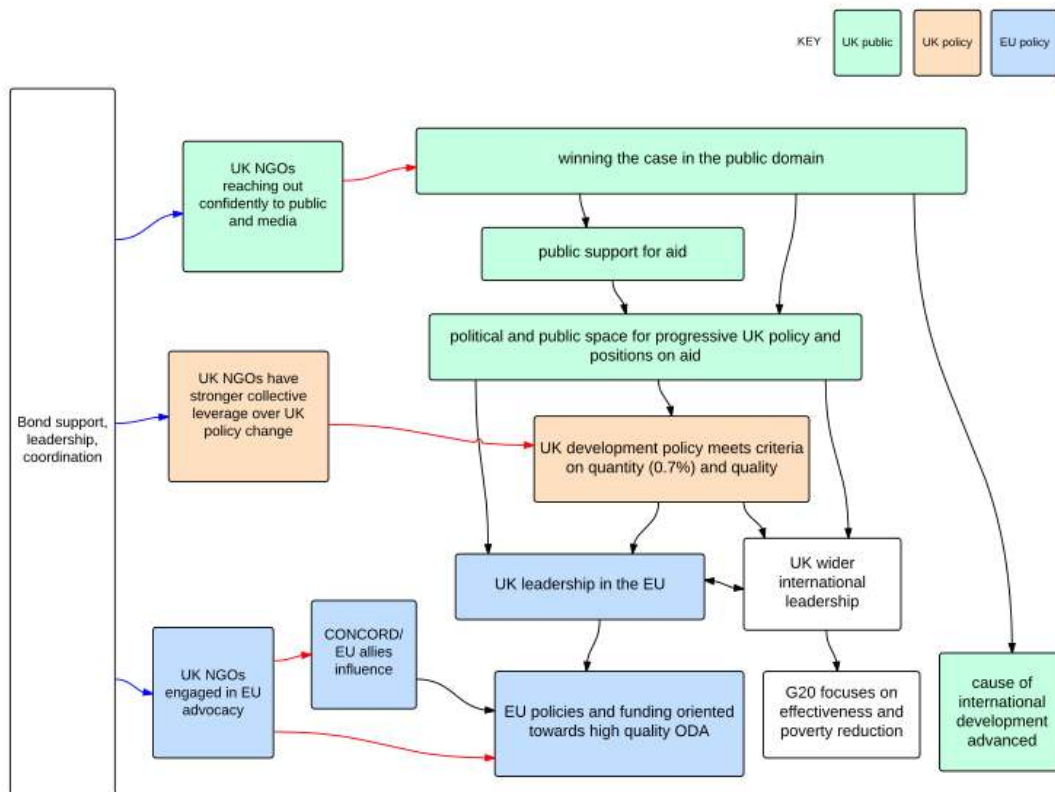 KEY
UK public
UK policy
EU policy
UK NGOs
reaching out
confidently to public
and media
winning the case in the public domain
public support for aid
political and public space for progressive UK policy and
positions on aid
UK NGOs have
stronger collective
leverage over UK
policy change
Bond support,
leadership,
coordination
UK development policy meets criteria
on quantity (0.7%) and quality
UK leadership in the EU
UK wider
international
leadership
CONCORD/
EU allies
influence
UK NGOs
engaged in EU
advocacy
EU policies and funding oriented
towards high quality ODA
G20 focuses on
effectiveness and
poverty reduction
cause of
international
development
advanced